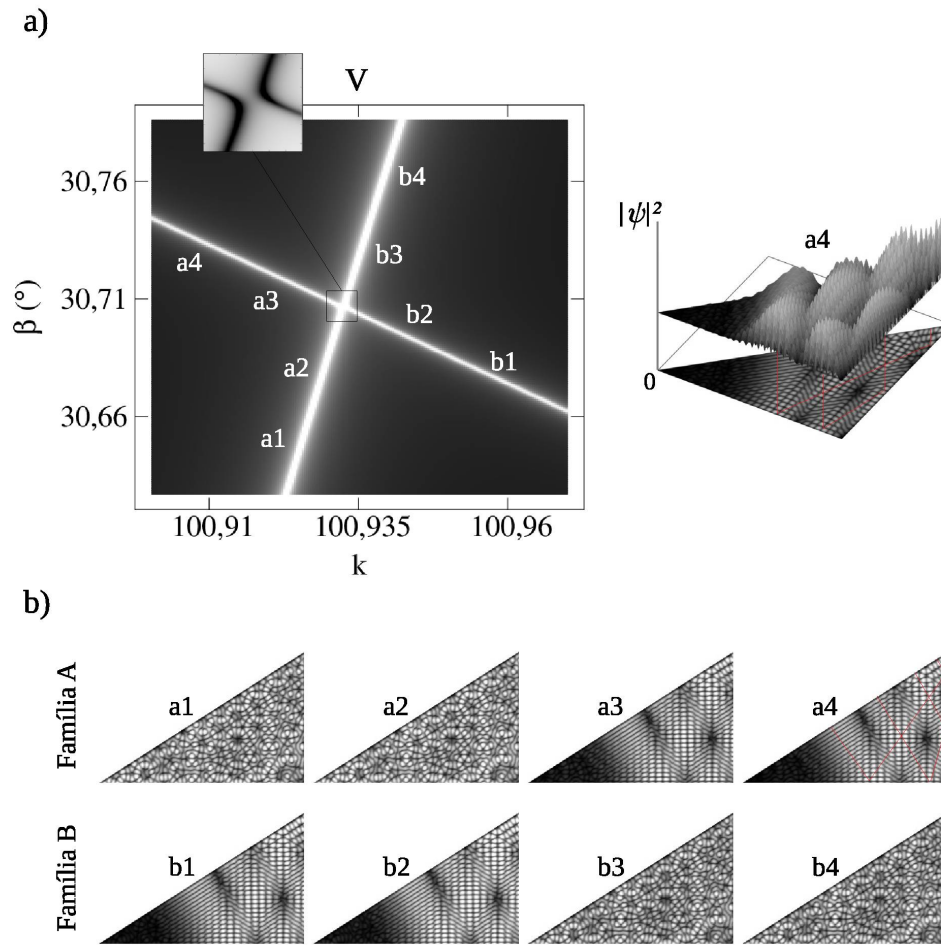 a)
V
b4
30,76
|ψ|²
a4
b3
a4
a3
30,71
b2
β (°)
a2
b1
0
30,66
a1
100,91
100,935
100,96
k
b)
Família A
a1
a2
a3
a4
Família B
b1
b2
b3
b4